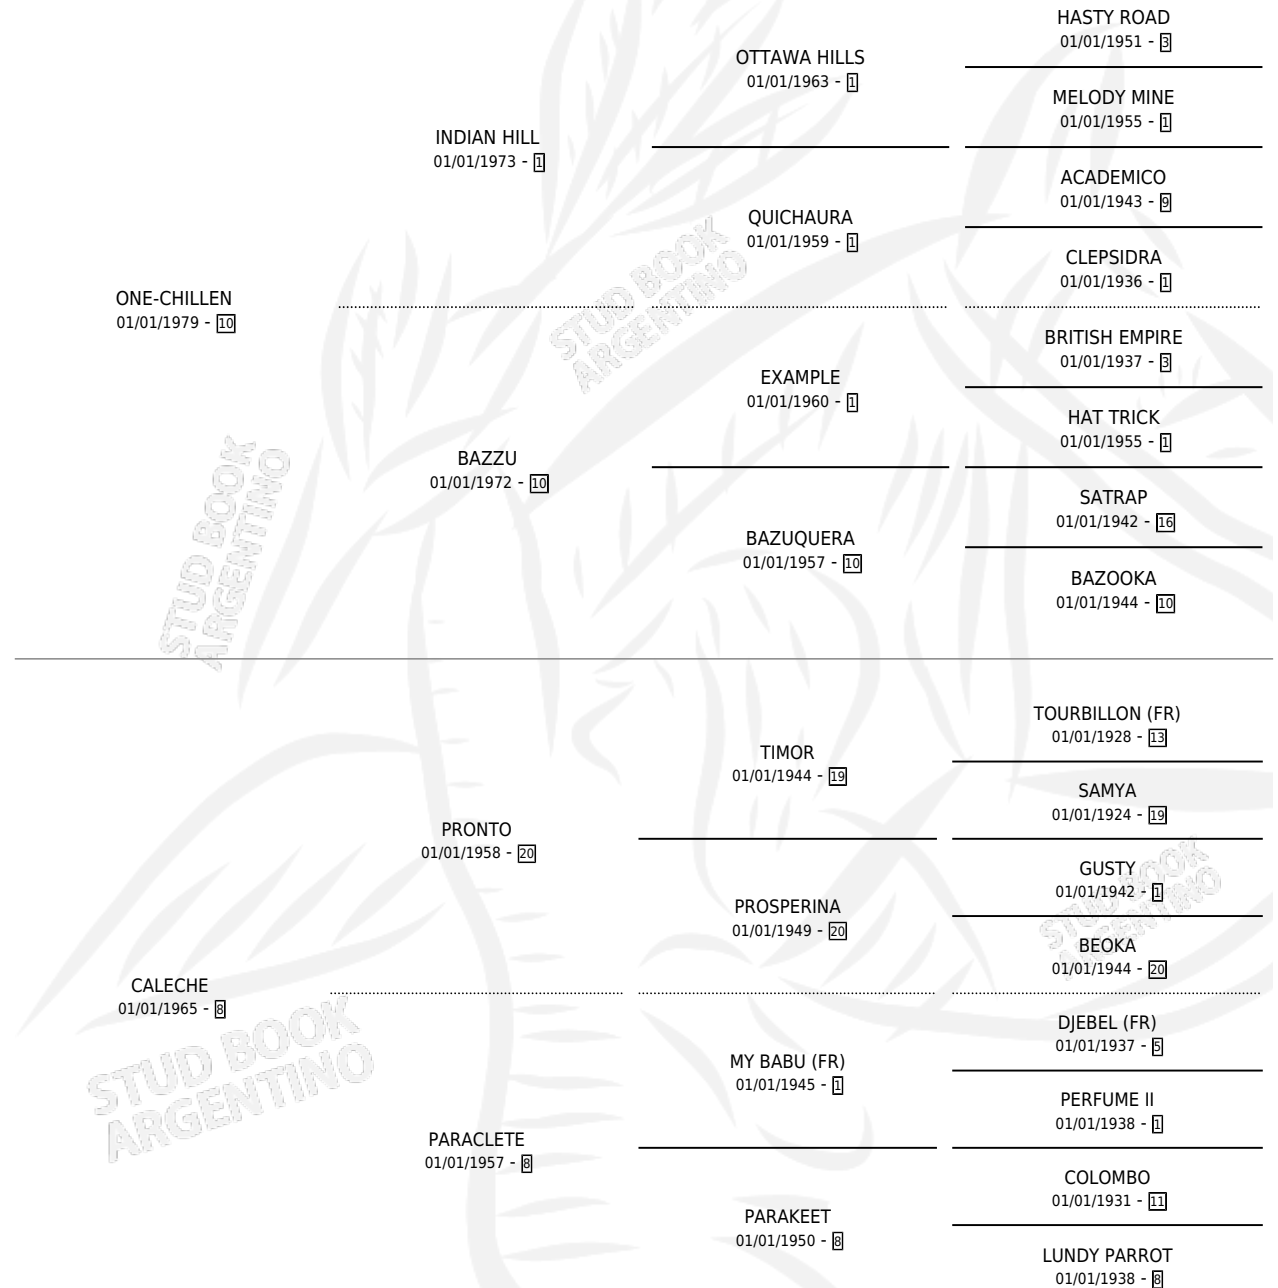 HASTY ROAD
01/01/1951 - 3
OTTAWA HILLS
01/01/1963 - 1
MELODY MINE
01/01/1955 - 1
INDIAN HILL
01/01/1973 - 1
ACADEMICO
01/01/1943 - 9
QUICHAURA
01/01/1959 - 1
CLEPSIDRA
01/01/1936 - 1
ONE-CHILLEN
01/01/1979 - 10
BRITISH EMPIRE
01/01/1937 - 3
EXAMPLE
01/01/1960 - 1
HAT TRICK
01/01/1955 - 1
BAZZU
01/01/1972 - 10
SATRAP
01/01/1942 - 16
BAZUQUERA
01/01/1957 - 10
BAZOOKA
01/01/1944 - 10
STUD BOOK
ARGENTINO
STUD BOOK
ARGENTINO
TOURBILLON (FR)
01/01/1928 - 13
TIMOR
01/01/1944 - 19
SAMYA
01/01/1924 - 19
PRONTO
01/01/1958 - 20
GUSTY
01/01/1942 - 1
PROSPERINA
01/01/1949 - 20
BEOKA
01/01/1944 - 20
CALECHE
01/01/1965 - 8
DJEBEL (FR)
01/01/1937 - 5
MY BABU (FR)
01/01/1945 - 1
PERFUME II
01/01/1938 - 1
PARACLETE
01/01/1957 - 8
COLOMBO
01/01/1931 - 11
PARAKEET
01/01/1950 - 8
LUNDY PARROT
01/01/1938 - 8
STUD BOOK
ARGENTINO
STUD BOOK
ARGENTINO